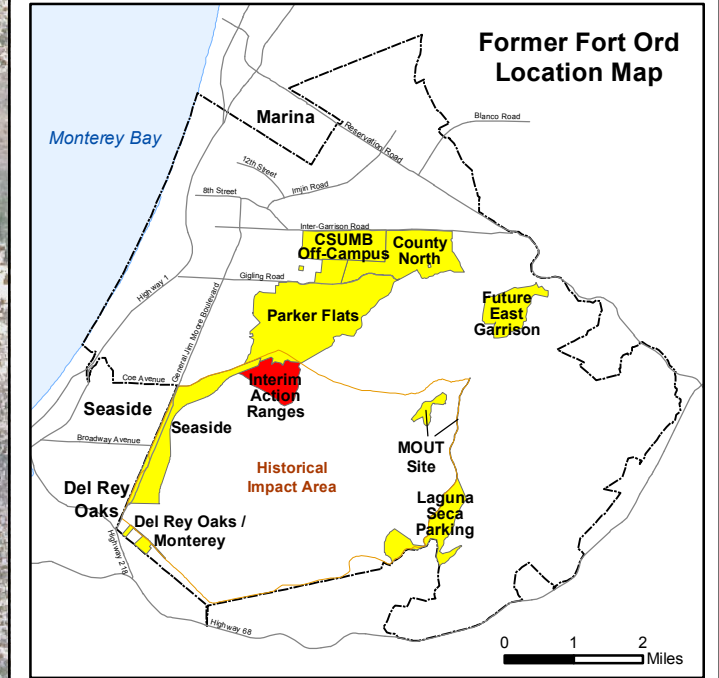 Former Fort Ord
Location Map
Marina
Monterey Bay
Reservation Road
Blanco Road
12th Street
Imjin Road
8th Street
Inter-Garrison Road
CSUMB
Off-Campus
County
North
Gigling Road
Highway 1
General Jim Moore Boulevard
Parker Flats
Future
East
Garrison
Interim
Action
Ranges
Coe Avenue
Seaside
Seaside
Broadway Avenue
MOUT
Site
Historical
Impact Area
Del Rey
Oaks
Laguna
Seca
Parking
Del Rey Oaks /
Monterey
Highway 218
Highway 68
0 1 2
Miles